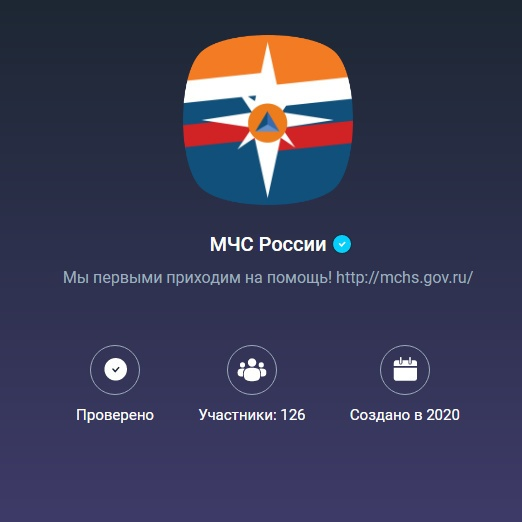 МЧС России
Мы первыми приходим на помощь! http://mchs.gov.ru/
Проверено
Участники: 126
Создано в 2020